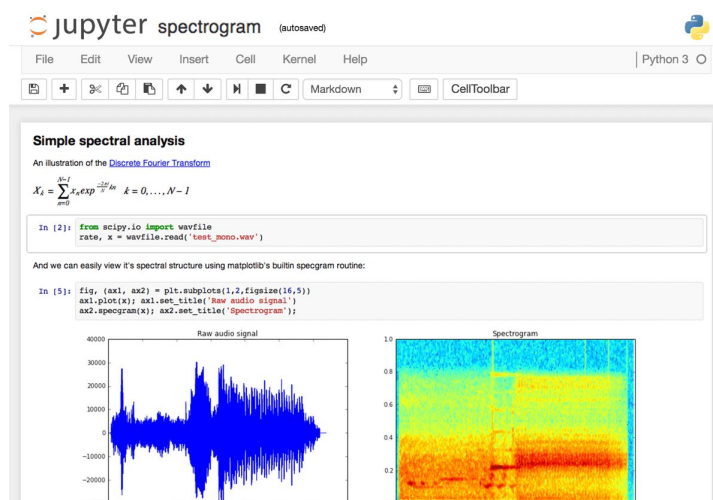 jupyter spectrogram (autosaved)
File Edit View Insert Cell Kernel Help Python 3
Markdown CellToolbar
Simple spectral analysis
An illustration of the Discrete Fourier Transform
X_k = \sum_{n=0}^{N-1} x_n exp^{\frac{-2\pi i}{N} kn} k = 0, . . . , N - 1
In [2]: from scipy.io import wavfile
rate, x = wavfile.read('test_mono.wav')
And we can easily view it's spectral structure using matplotlib's builtin specgram routine:
In [5]: fig, (ax1, ax2) = plt.subplots(1,2,figsize(16,5))
ax1.plot(x); ax1.set_title('Raw audio signal')
ax2.specgram(x); ax2.set_title('Spectrogram');
Raw audio signal
40000
30000
20000
10000
0
−10000
−20000
Spectrogram
1.0
0.8
0.6
0.4
0.2